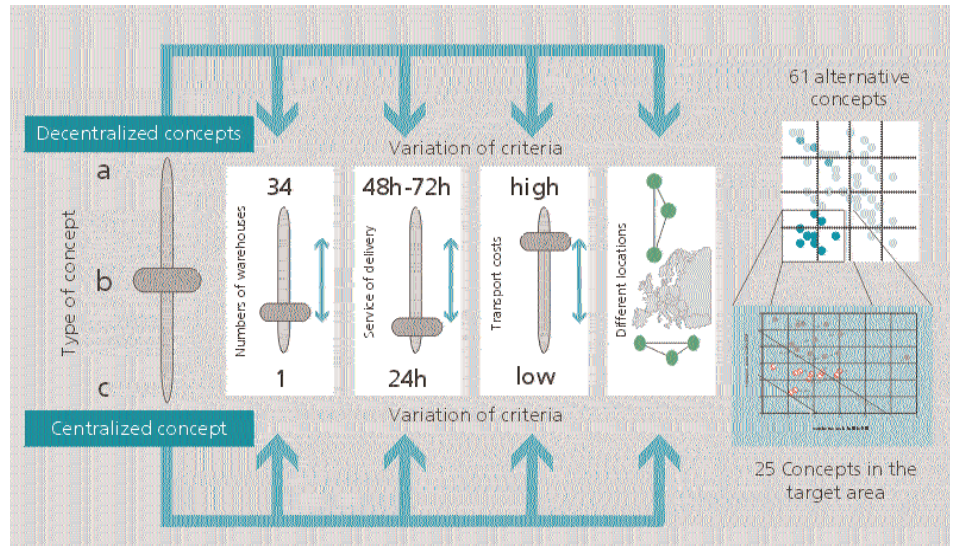 61 alternative
concepts
Decentralized concepts
Variation of criteria
Type of concept
a
b
c
34
Numbers of warehouses
1
48h-72h
Service of delivery
24h
high
Transport costs
low
Different locations
Centralized concept
Variation of criteria
25 Concepts in the
target area